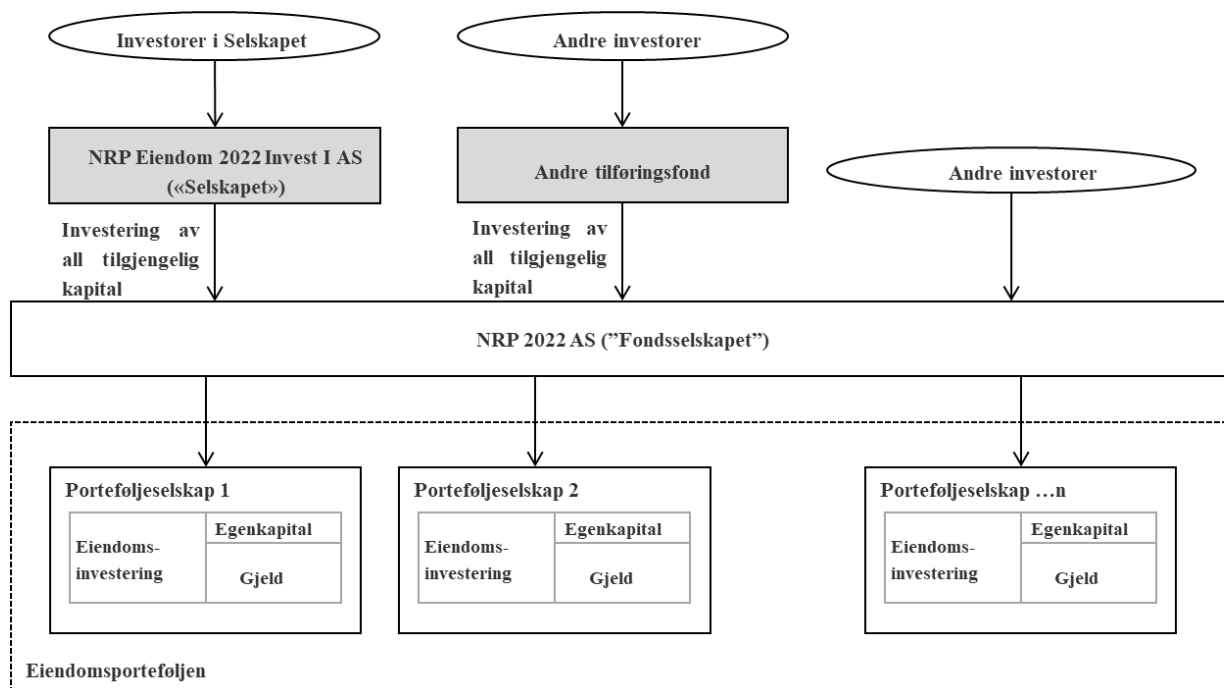 Investorer i Selskapet
Andre investorer
NRP Eiendom 2022 Invest I AS
(«Selskapet»)
Andre tilføringsfond
Andre investorer
Investering av
all tilgjengelig
kapital
Investering av
all tilgjengelig
kapital
NRP 2022 AS (”Fondsselskapet”)
Porteføljeselskap 1
Eiendoms-
investering
Egenkapital
Gjeld
Porteføljeselskap 2
Eiendoms-
investering
Egenkapital
Gjeld
Porteføljeselskap …n
Eiendoms-
investering
Egenkapital
Gjeld
Eiendomsporteføljen